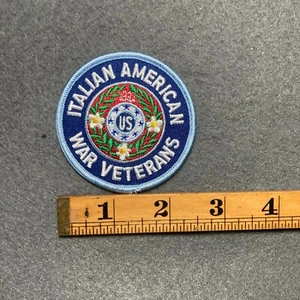 ITALIAN AMERICAN
US
WAR VETERANS
1 2 3 4